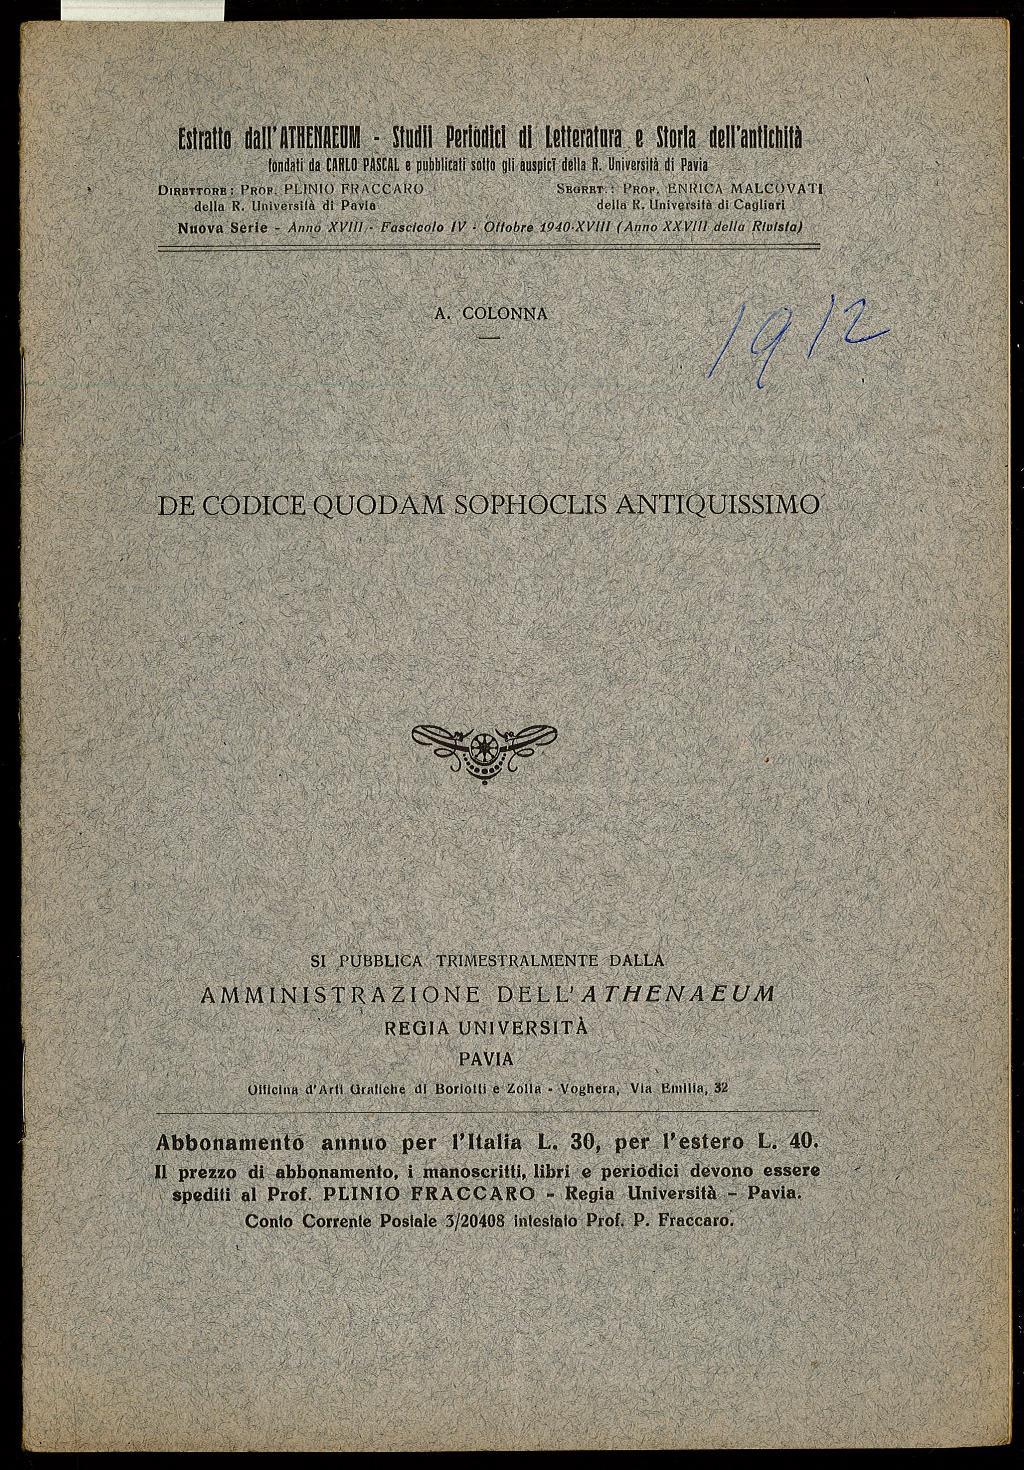 Estratto dall'ATHENAEUM - Studii Periodici di Letteratura e Storia dell'antichità
fondati da CARLO PASCAL e pubblicati sotto gli auspici della R. Università di Pavia
DIRETTORE: PROF. PLINIO FRACCARO
della R. Università di Pavia
SEGRET.: PROF. ENRICA MALCOVATI
della R. Università di Cagliari
Nuova Serie - Anno XVIII - Fascicolo IV - Ottobre 1940-XVIII (Anno XXVIII della Rivista)
A. COLONNA
1912
DE CODICE QUODAM SOPHOCLIS ANTIQUISSIMO
SI PUBBLICA TRIMESTRALMENTE DALLA
AMMINISTRAZIONE DELL'ATHENAEUM
REGIA UNIVERSITÀ
PAVIA
Officina d'Arti Grafiche di Boriotti e Zolla - Voghera, Via Emilia, 32
Abbonamento annuo per l'Italia L. 30, per l'estero L. 40.
Il prezzo di abbonamento, i manoscritti, libri e periodici devono essere
spediti al Prof. PLINIO FRACCARO - Regia Università - Pavia.
Conto Corrente Postale 3/20408 intestato Prof. P. Fraccaro.